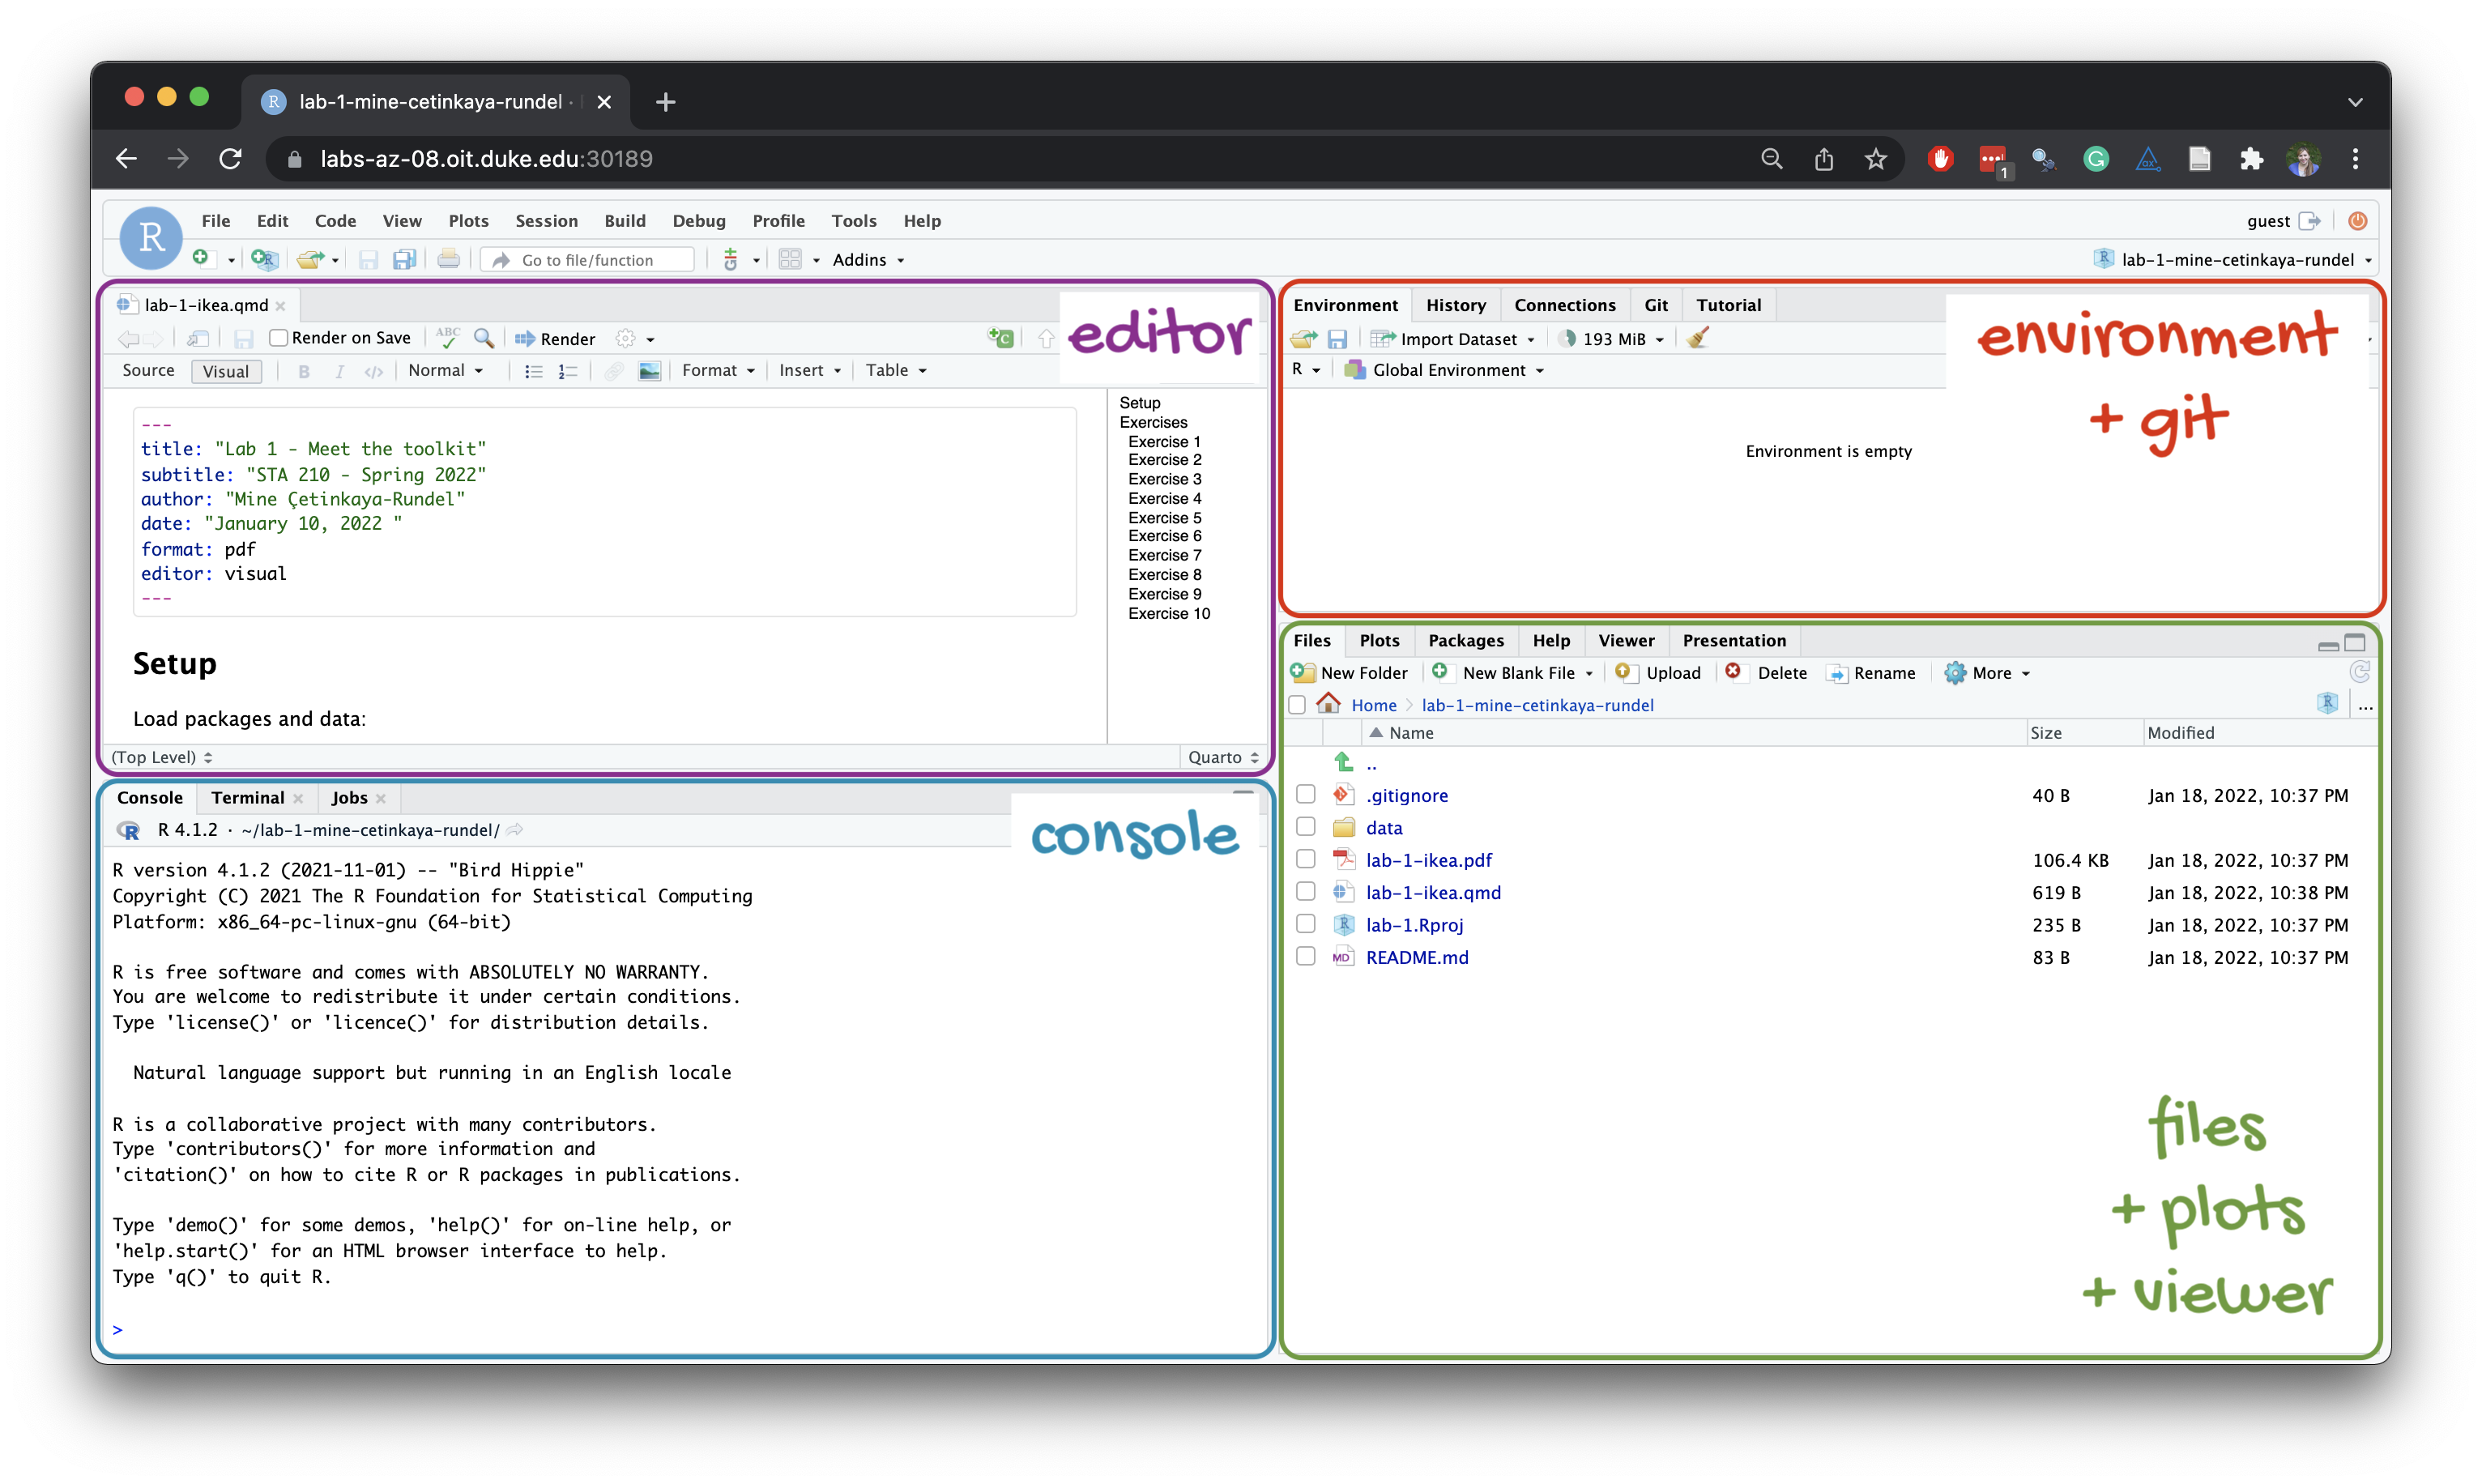 lab-1-mine-cetinkaya-rundel ·
labs-az-08.oit.duke.edu:30189
1
R
File Edit Code View Plots Session Build Debug Profile Tools Help
guest
Go to file/function
Addins
lab-1-mine-cetinkaya-rundel
lab-1-ikea.qmd
editor
Render on Save
ABC
Render
Source Visual B I </> Normal Format Insert Table
---
title: "Lab 1 - Meet the toolkit"
subtitle: "STA 210 - Spring 2022"
author: "Mine Çetinkaya-Rundel"
date: "January 10, 2022 "
format: pdf
editor: visual
---
Setup
Load packages and data:
Setup
Exercises
Exercise 1
Exercise 2
Exercise 3
Exercise 4
Exercise 5
Exercise 6
Exercise 7
Exercise 8
Exercise 9
Exercise 10
(Top Level)
Quarto
Console Terminal Jobs
console
R 4.1.2 · ~/lab-1-mine-cetinkaya-rundel/
R version 4.1.2 (2021-11-01) -- "Bird Hippie"
Copyright (C) 2021 The R Foundation for Statistical Computing
Platform: x86_64-pc-linux-gnu (64-bit)
R is free software and comes with ABSOLUTELY NO WARRANTY.
You are welcome to redistribute it under certain conditions.
Type 'license()' or 'licence()' for distribution details.
Natural language support but running in an English locale
R is a collaborative project with many contributors.
Type 'contributors()' for more information and
'citation()' on how to cite R or R packages in publications.
Type 'demo()' for some demos, 'help()' for on-line help, or
'help.start()' for an HTML browser interface to help.
Type 'q()' to quit R.
>
Environment History Connections Git Tutorial
Import Dataset 193 MiB
R Global Environment
environment
+ git
Environment is empty
Files Plots Packages Help Viewer Presentation
New Folder New Blank File Upload Delete Rename More
Home lab-1-mine-cetinkaya-rundel ...
Name Size Modified
..
.gitignore 40 B Jan 18, 2022, 10:37 PM
data
lab-1-ikea.pdf 106.4 KB Jan 18, 2022, 10:37 PM
lab-1-ikea.qmd 619 B Jan 18, 2022, 10:38 PM
lab-1.Rproj 235 B Jan 18, 2022, 10:37 PM
README.md 83 B Jan 18, 2022, 10:37 PM
files
+ plots
+ viewer